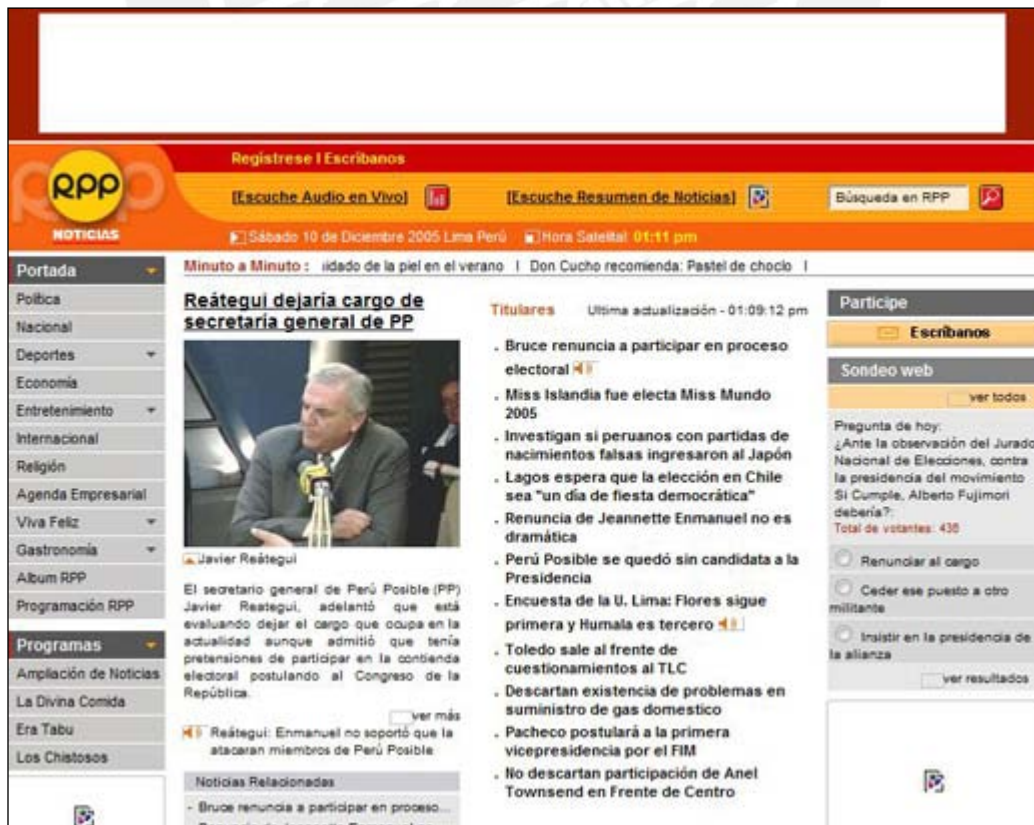 Regístrese | Escríbanos
RPP
NOTICIAS
[Escuche Audio en Vivo]
[Escuche Resumen de Noticias]
Búsqueda en RPP
Sábado 10 de Diciembre 2005 Lima Perú
Hora Satelital 01:11 pm
Portada
Política
Nacional
Deportes
Economía
Entretenimiento
Internacional
Religión
Agenda Empresarial
Viva Feliz
Gastronomía
Album RPP
Programación RPP
Programas
Ampliación de Noticias
La Divina Comida
Era Tabu
Los Chistosos
Minuto a Minuto : idado de la piel en el verano | Don Cucho recomienda: Pastel de choclo |
Reátegui dejaría cargo de
secretaría general de PP
Javier Reátegui
El secretario general de Perú Posible (PP)
Javier Reategui, adelantó que está
evaluando dejar el cargo que ocupa en la
actualidad aunque admitió que tenía
pretensiones de participar en la contienda
electoral postulando al Congreso de la
República.
ver más
Reátegui: Enmanuel no soportó que la
atacaran miembros de Perú Posible
Noticias Relacionadas
- Bruce renuncia a participar en proceso...
Titulares
Ultima actualización - 01:09:12 pm
. Bruce renuncia a participar en proceso
electoral
. Miss Islandia fue electa Miss Mundo
2005
. Investigan si peruanos con partidas de
nacimientos falsas ingresaron al Japón
. Lagos espera que la elección en Chile
sea "un día de fiesta democrática"
. Renuncia de Jeannette Enmanuel no es
dramática
. Perú Posible se quedó sin candidata a la
Presidencia
. Encuesta de la U. Lima: Flores sigue
primera y Humala es tercero
. Toledo sale al frente de
cuestionamientos al TLC
. Descartan existencia de problemas en
suministro de gas domestico
. Pacheco postulará a la primera
vicepresidencia por el FIM
. No descartan participación de Anel
Townsend en Frente de Centro
Participe
Escríbanos
Sondeo web
ver todos
Pregunta de hoy:
¿Ante la observación del Jurado
Nacional de Elecciones, contra
la presidencia del movimiento
Si Cumple, Alberto Fujimori
debería?:
Total de votantes: 436
Renunciar al cargo
Ceder ese puesto a otro
militante
Insistir en la presidencia de
la alianza
ver resultados